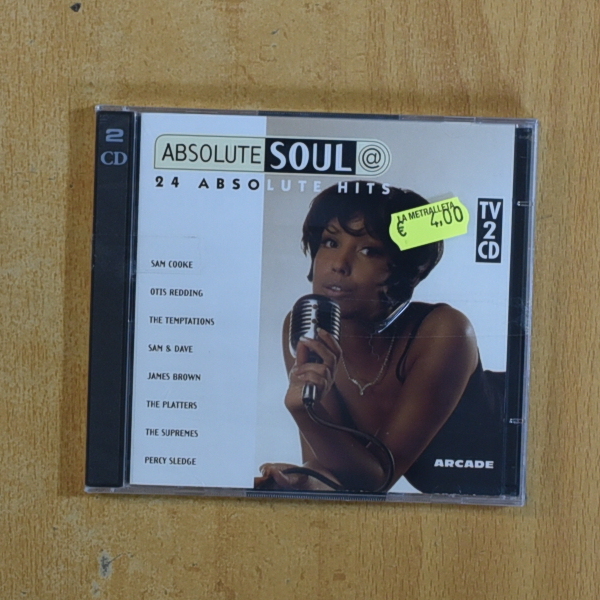 2
CD
ABSOLUTE SOUL @
24 ABSOLUTE HITS
LA METRALLETA
€ 4,00
TV
2
CD
SAM COOKE
OTIS REDDING
THE TEMPTATIONS
SAM & DAVE
JAMES BROWN
THE PLATTERS
THE SUPREMES
PERCY SLEDGE
ARCADE